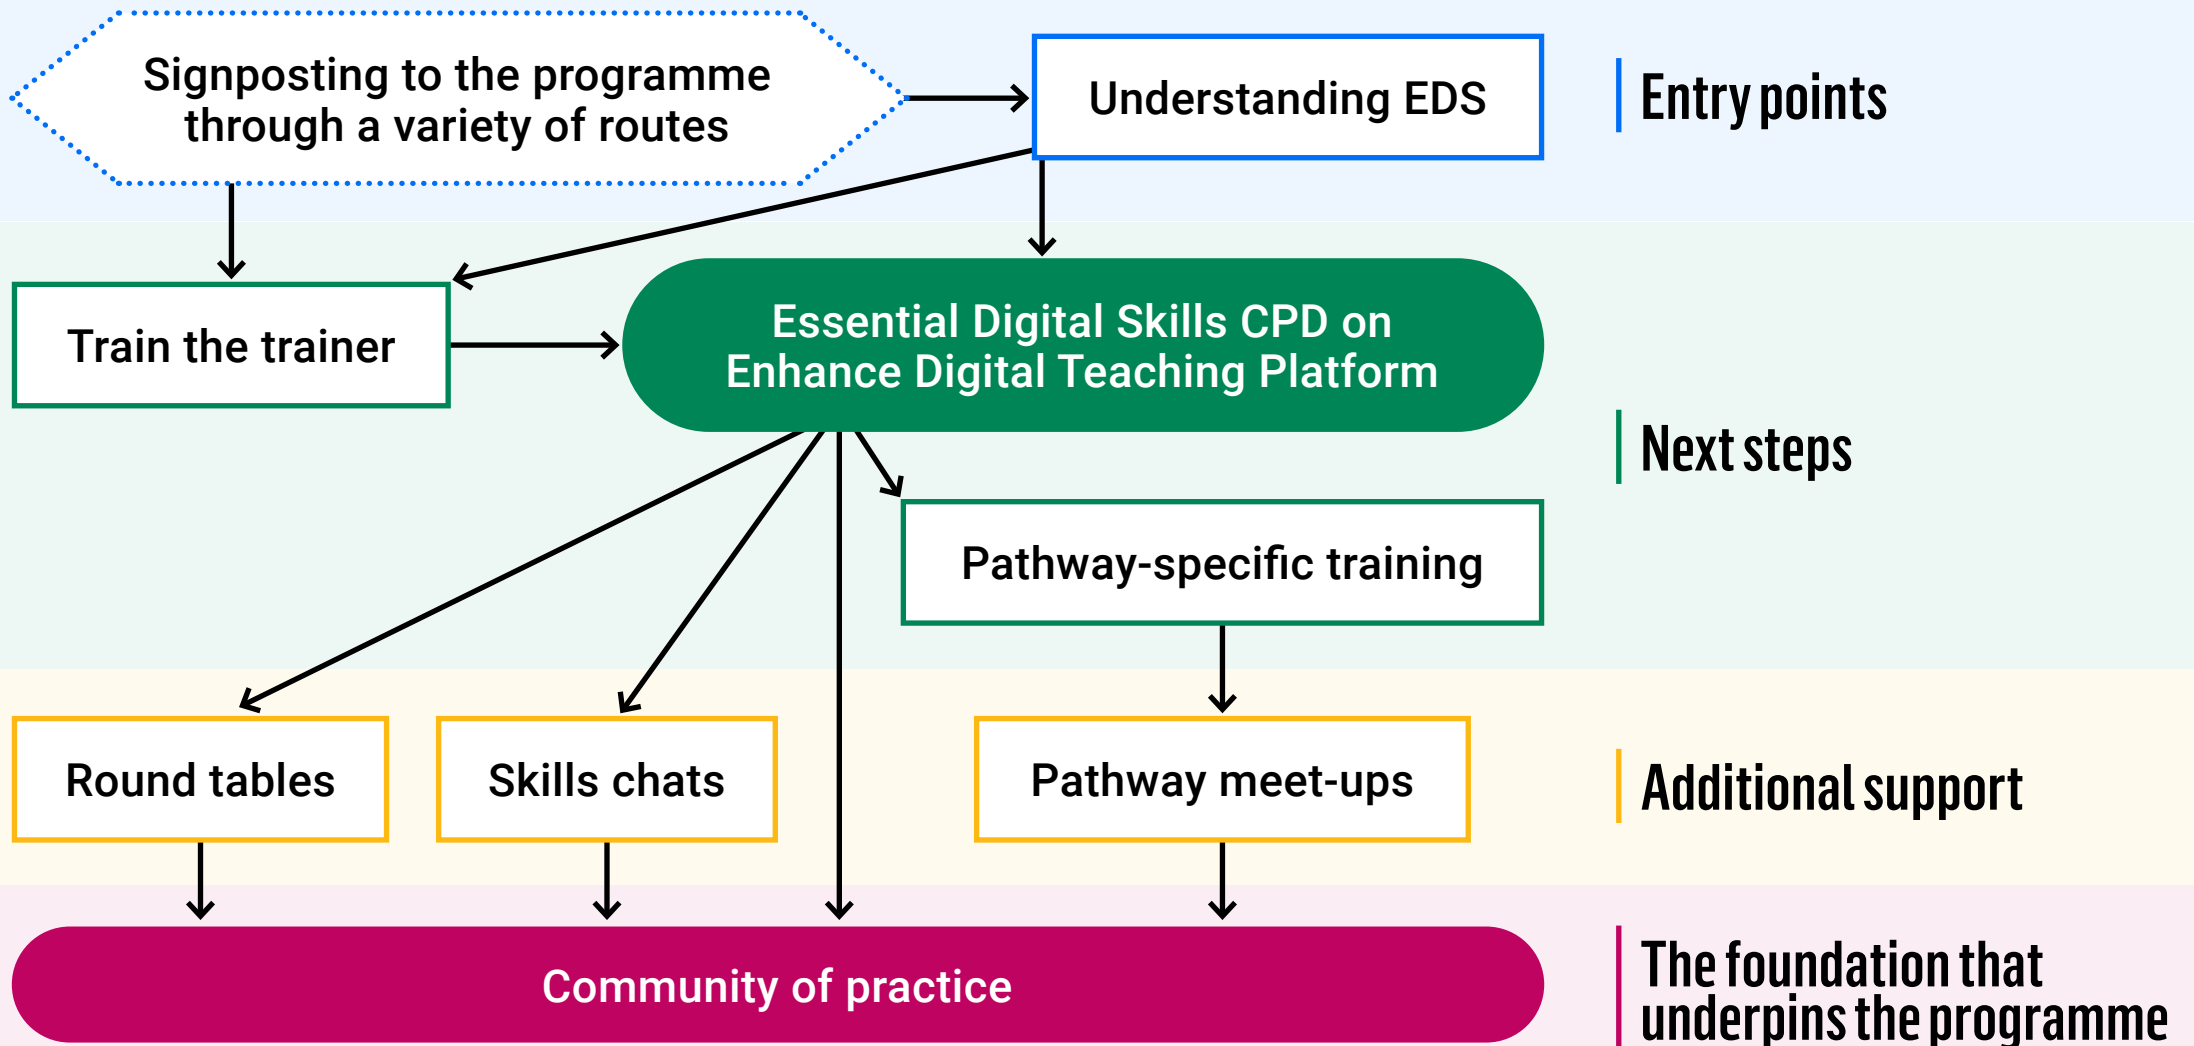 Signposting to the programme
through a variety of routes
Understanding EDS
Entry points
Train the trainer
Essential Digital Skills CPD on
Enhance Digital Teaching Platform
Next steps
Pathway-specific training
Round tables
Skills chats
Pathway meet-ups
Additional support
Community of practice
The foundation that
underpins the programme